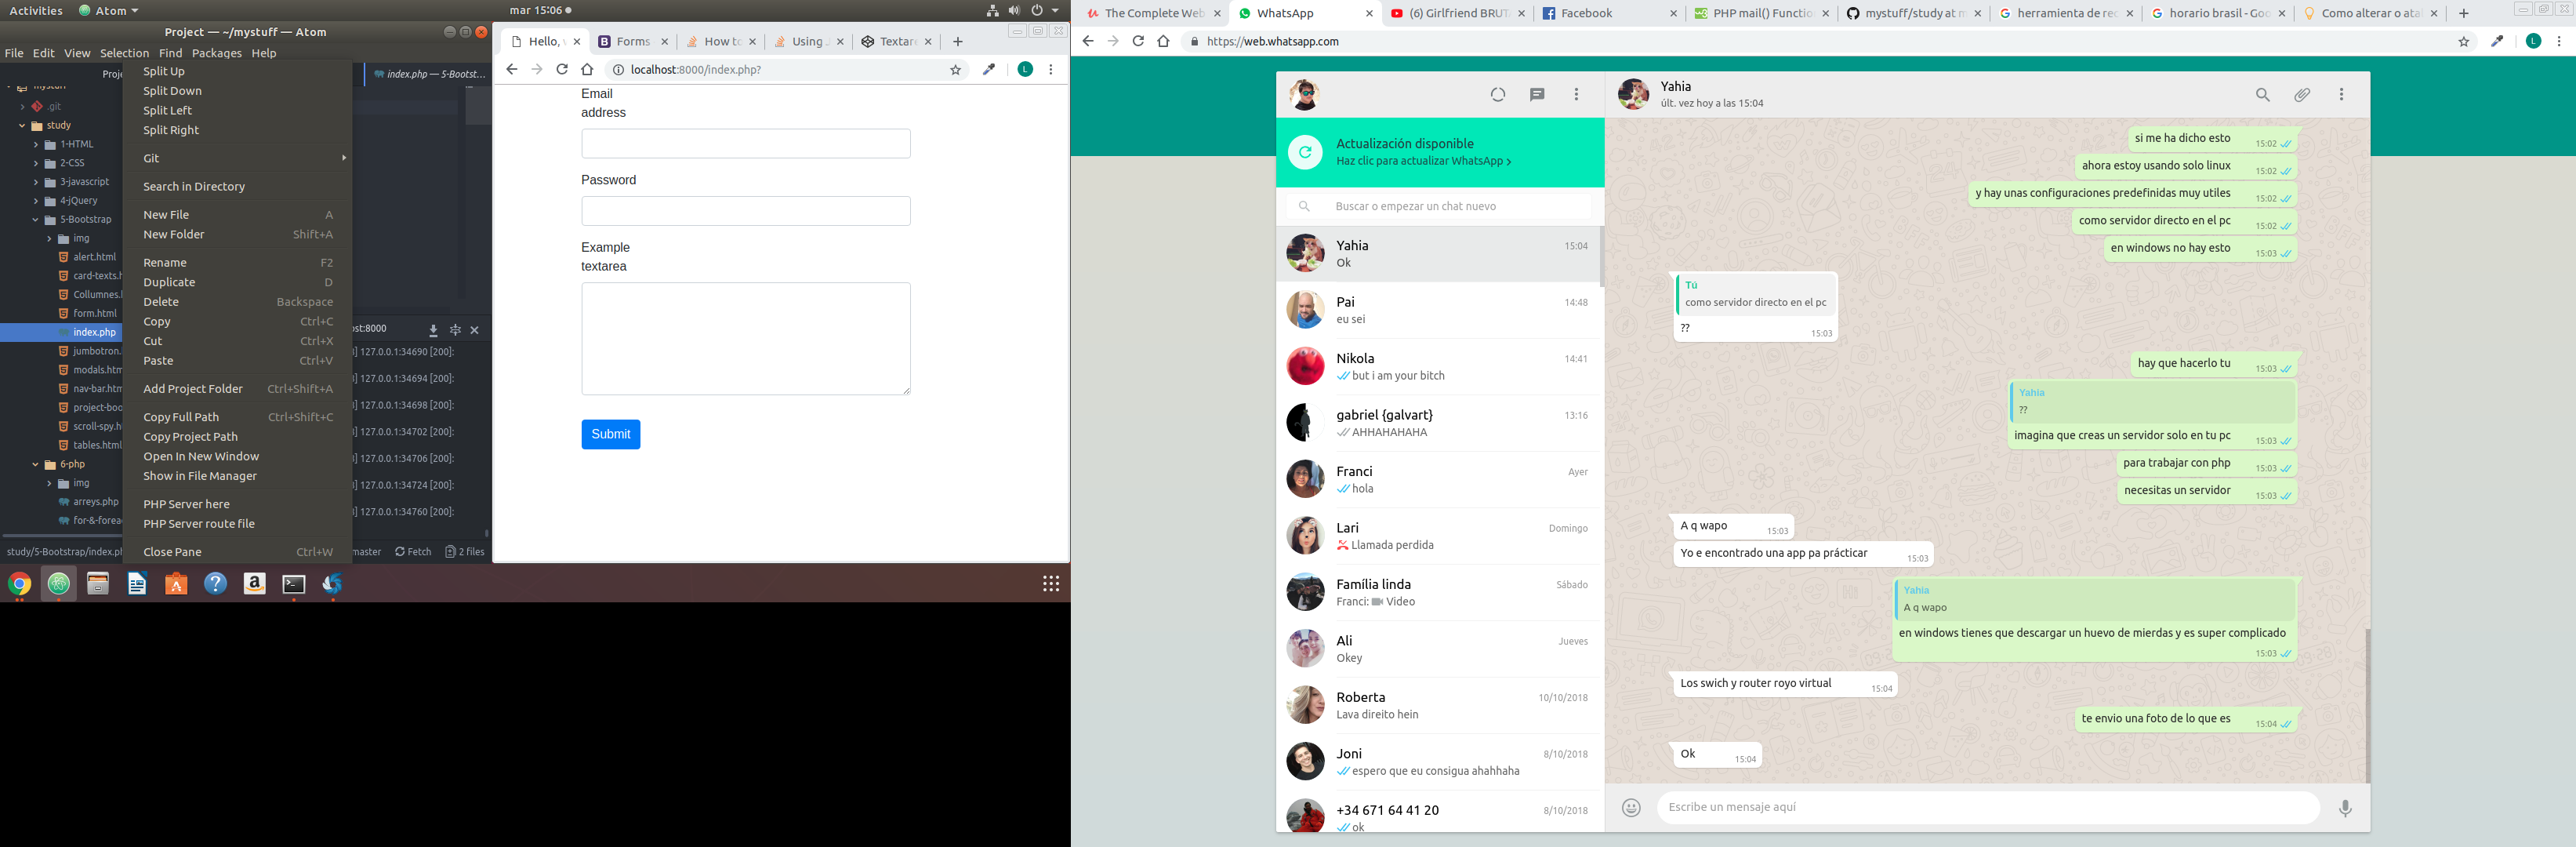 Activities
Atom
mar 15:06
Project — ~/mystuff — Atom
File Edit View Selection Find Packages Help
Split Up
Split Down
Split Left
Split Right
Git
Search in Directory
New File A
New Folder Shift+A
Rename F2
Duplicate D
Delete Backspace
Copy Ctrl+C
Cut Ctrl+X
Paste Ctrl+V
Add Project Folder Ctrl+Shift+A
Copy Full Path Ctrl+Shift+C
Copy Project Path
Open In New Window
Show in File Manager
PHP Server here
PHP Server route file
Close Pane Ctrl+W
.git
study
1-HTML
2-CSS
3-javascript
4-jQuery
5-Bootstrap
img
alert.html
card-texts.h
Collumnes.
form.html
index.php
jumbotron.
modals.htm
nav-bar.htm
project-boo
scroll-spy.h
tables.html
6-php
img
arreys.php
for-&-forea
study/5-Bootstrap/index.pl
index.php — 5-Bootst...
ost:8000
] 127.0.0.1:34690 [200]:
] 127.0.0.1:34694 [200]:
] 127.0.0.1:34698 [200]:
] 127.0.0.1:34702 [200]:
] 127.0.0.1:34706 [200]:
] 127.0.0.1:34724 [200]:
] 127.0.0.1:34760 [200]:
master Fetch 2 files
Hello, Forms How to Using Textare
localhost:8000/index.php?
Email
address
Password
Example
textarea
Submit
The Complete Web WhatsApp (6) Girlfriend BRUT Facebook PHP mail() Functio mystuff/study at m herramienta de rec horario brasil - Goo Como alterar o ata
https://web.whatsapp.com
Actualización disponible
Haz clic para actualizar WhatsApp
Buscar o empezar un chat nuevo
Yahia 15:04
Ok
Pai 14:48
eu sei
Nikola 14:41
but i am your bitch
gabriel {galvart} 13:16
AHHAHAHAHA
Franci Ayer
hola
Lari Domingo
Llamada perdida
Família linda Sábado
Franci: Video
Ali Jueves
Okey
Roberta 10/10/2018
Lava direito hein
Joni 8/10/2018
espero que eu consigua ahahhaha
+34 671 64 41 20 8/10/2018
ok
Yahia
últ. vez hoy a las 15:04
si me ha dicho esto 15:02
ahora estoy usando solo linux 15:02
y hay unas configuraciones predefinidas muy utiles 15:02
como servidor directo en el pc 15:02
en windows no hay esto 15:03
Tú
como servidor directo en el pc
?? 15:03
hay que hacerlo tu 15:03
Yahia
??
imagina que creas un servidor solo en tu pc 15:03
para trabajar con php 15:03
necesitas un servidor 15:03
A q wapo 15:03
Yo e encontrado una app pa prácticar 15:03
Yahia
A q wapo
en windows tienes que descargar un huevo de mierdas y es super complicado
15:03
Los swich y router royo virtual 15:04
te envio una foto de lo que es 15:04
Ok 15:04
Escribe un mensaje aquí